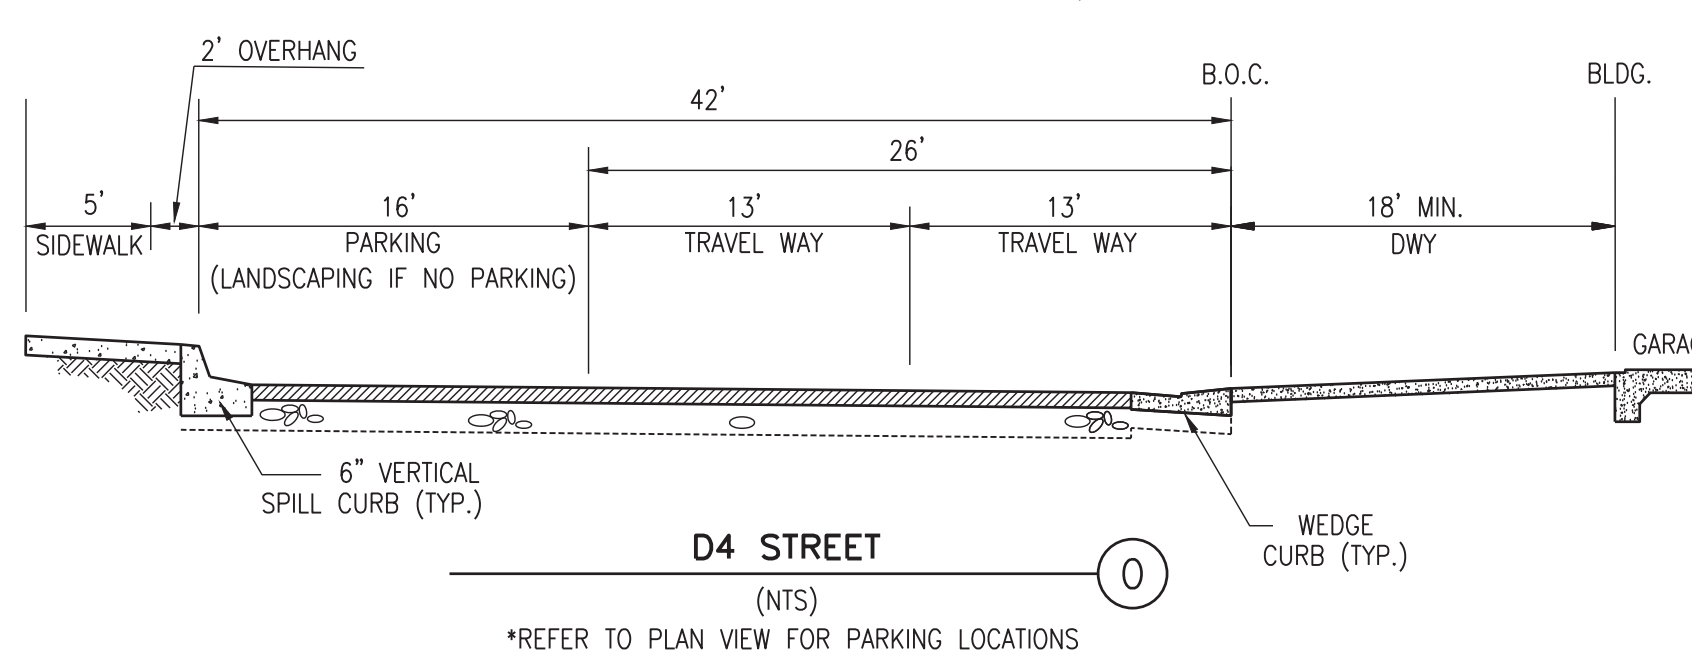 2' OVERHANG
B.O.C.
BLDG.
42'
26'
5'
16'
13'
13'
18' MIN.
SIDEWALK
PARKING
TRAVEL WAY
TRAVEL WAY
DWY
(LANDSCAPING IF NO PARKING)
GARAG
6" VERTICAL
SPILL CURB (TYP.)
WEDGE
CURB (TYP.)
D4 STREET
O
(NTS)
*REFER TO PLAN VIEW FOR PARKING LOCATIONS